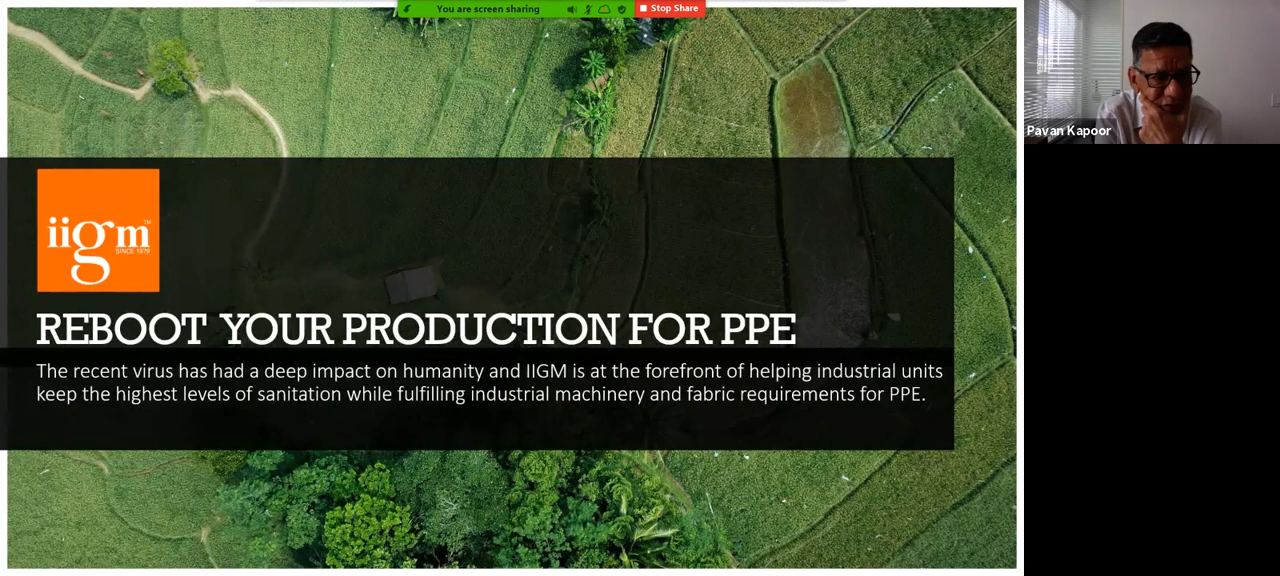 You are screen sharing
Stop Share
Pavan Kapoor
iigm
TM
SINCE 1979
REBOOT YOUR PRODUCTION FOR PPE
The recent virus has had a deep impact on humanity and IIGM is at the forefront of helping industrial units
keep the highest levels of sanitation while fulfilling industrial machinery and fabric requirements for PPE.